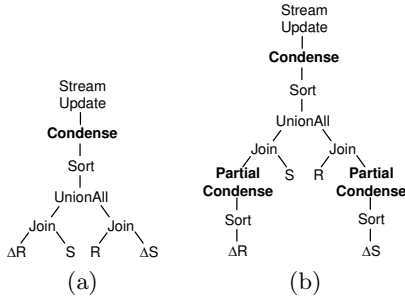 Stream
Update
Condense
Sort
UnionAll
Join Join
ΔR S R ΔS
(a)
Stream
Update
Condense
Sort
UnionAll
Join Join
Partial
Condense S R Partial
Condense
Sort Sort
ΔR ΔS
(b)